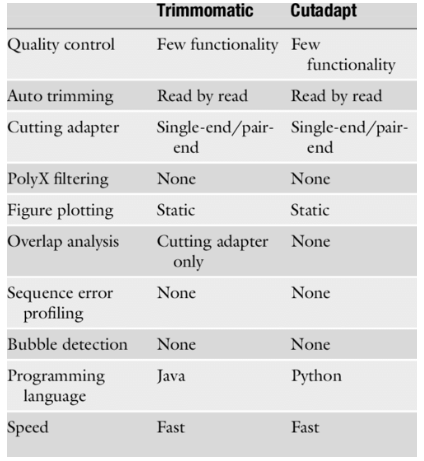 Trimmomatic Cutadapt
Quality control Few functionality Few
functionality
Auto trimming Read by read Read by read
Cutting adapter Single-end/pair- Single-end/pair-
end end
PolyX filtering None None
Figure plotting Static Static
Overlap analysis Cutting adapter None
only
Sequence error None None
profiling
Bubble detection None None
Programming Java Python
language
Speed Fast Fast